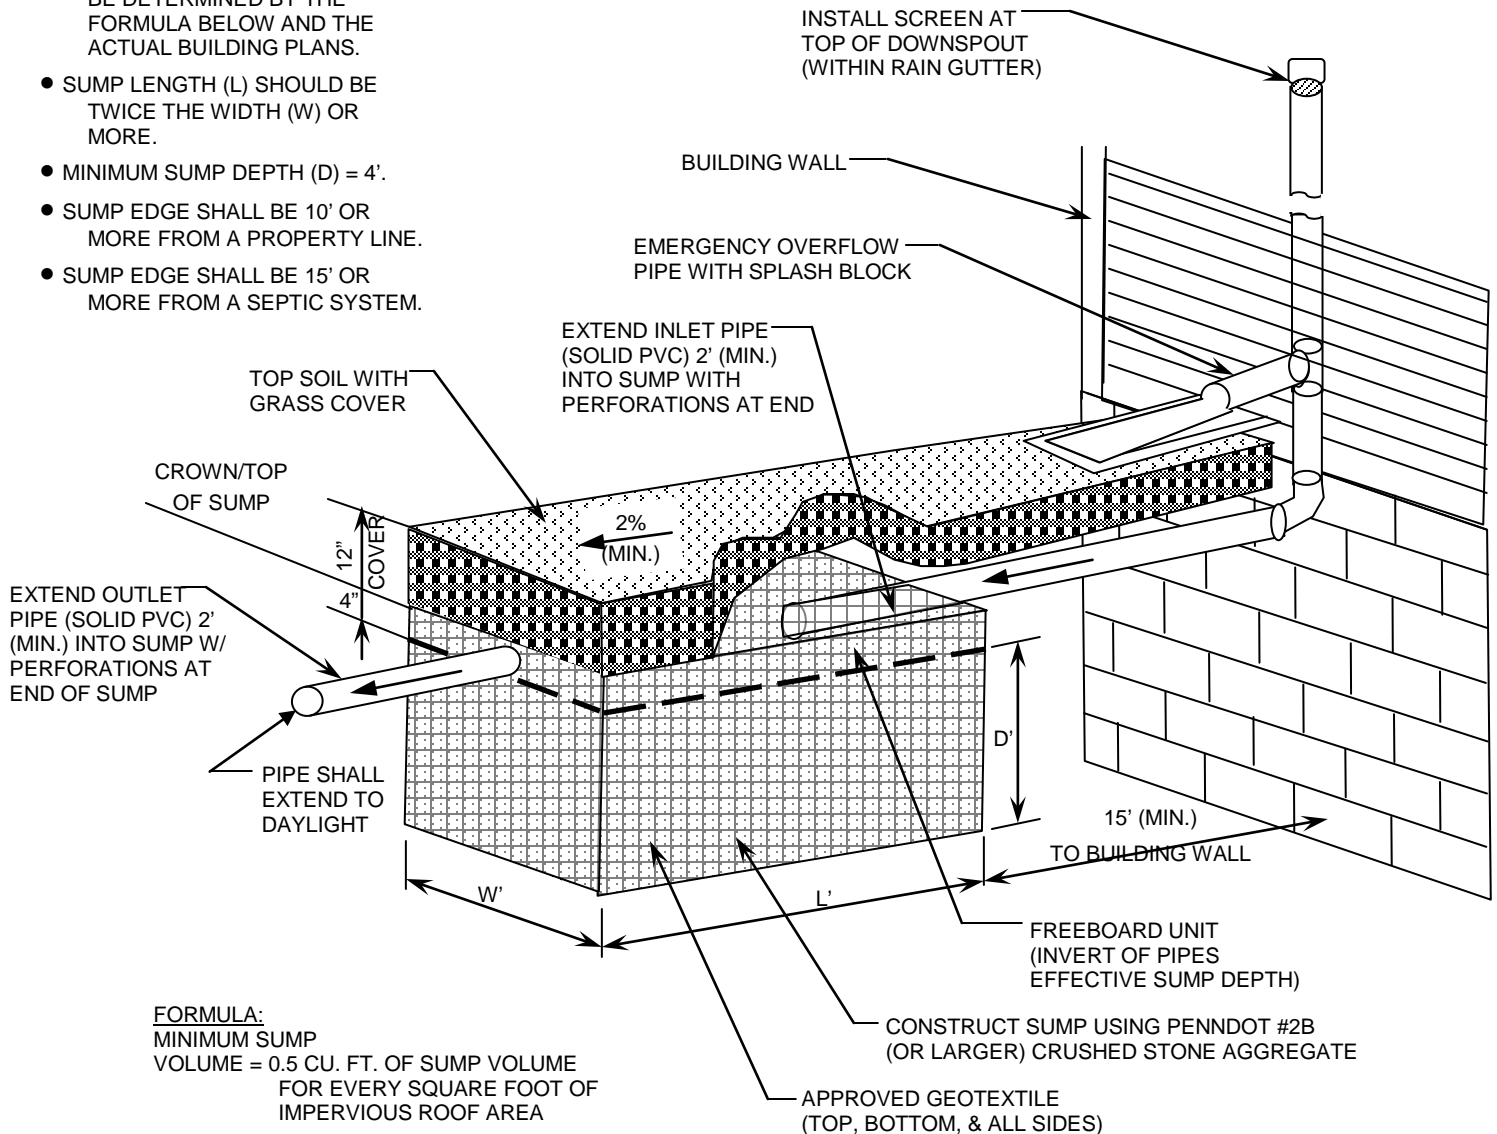 BE DETERMINED BY THE
FORMULA BELOW AND THE
ACTUAL BUILDING PLANS.
● SUMP LENGTH (L) SHOULD BE
TWICE THE WIDTH (W) OR
MORE.
● MINIMUM SUMP DEPTH (D) = 4'.
● SUMP EDGE SHALL BE 10' OR
MORE FROM A PROPERTY LINE.
● SUMP EDGE SHALL BE 15' OR
MORE FROM A SEPTIC SYSTEM.
INSTALL SCREEN AT
TOP OF DOWNSPOUT
(WITHIN RAIN GUTTER)
BUILDING WALL
EMERGENCY OVERFLOW
PIPE WITH SPLASH BLOCK
EXTEND INLET PIPE
(SOLID PVC) 2' (MIN.)
INTO SUMP WITH
PERFORATIONS AT END
TOP SOIL WITH
GRASS COVER
CROWN/TOP
OF SUMP
2%
(MIN.)
12"
COVER
4"
EXTEND OUTLET
PIPE (SOLID PVC) 2'
(MIN.) INTO SUMP W/
PERFORATIONS AT
END OF SUMP
PIPE SHALL
EXTEND TO
DAYLIGHT
D'
15' (MIN.)
TO BUILDING WALL
W'
L'
FREEBOARD UNIT
(INVERT OF PIPES
EFFECTIVE SUMP DEPTH)
CONSTRUCT SUMP USING PENNDOT #2B
(OR LARGER) CRUSHED STONE AGGREGATE
APPROVED GEOTEXTILE
(TOP, BOTTOM, & ALL SIDES)
FORMULA:
MINIMUM SUMP
VOLUME = 0.5 CU. FT. OF SUMP VOLUME
FOR EVERY SQUARE FOOT OF
IMPERVIOUS ROOF AREA